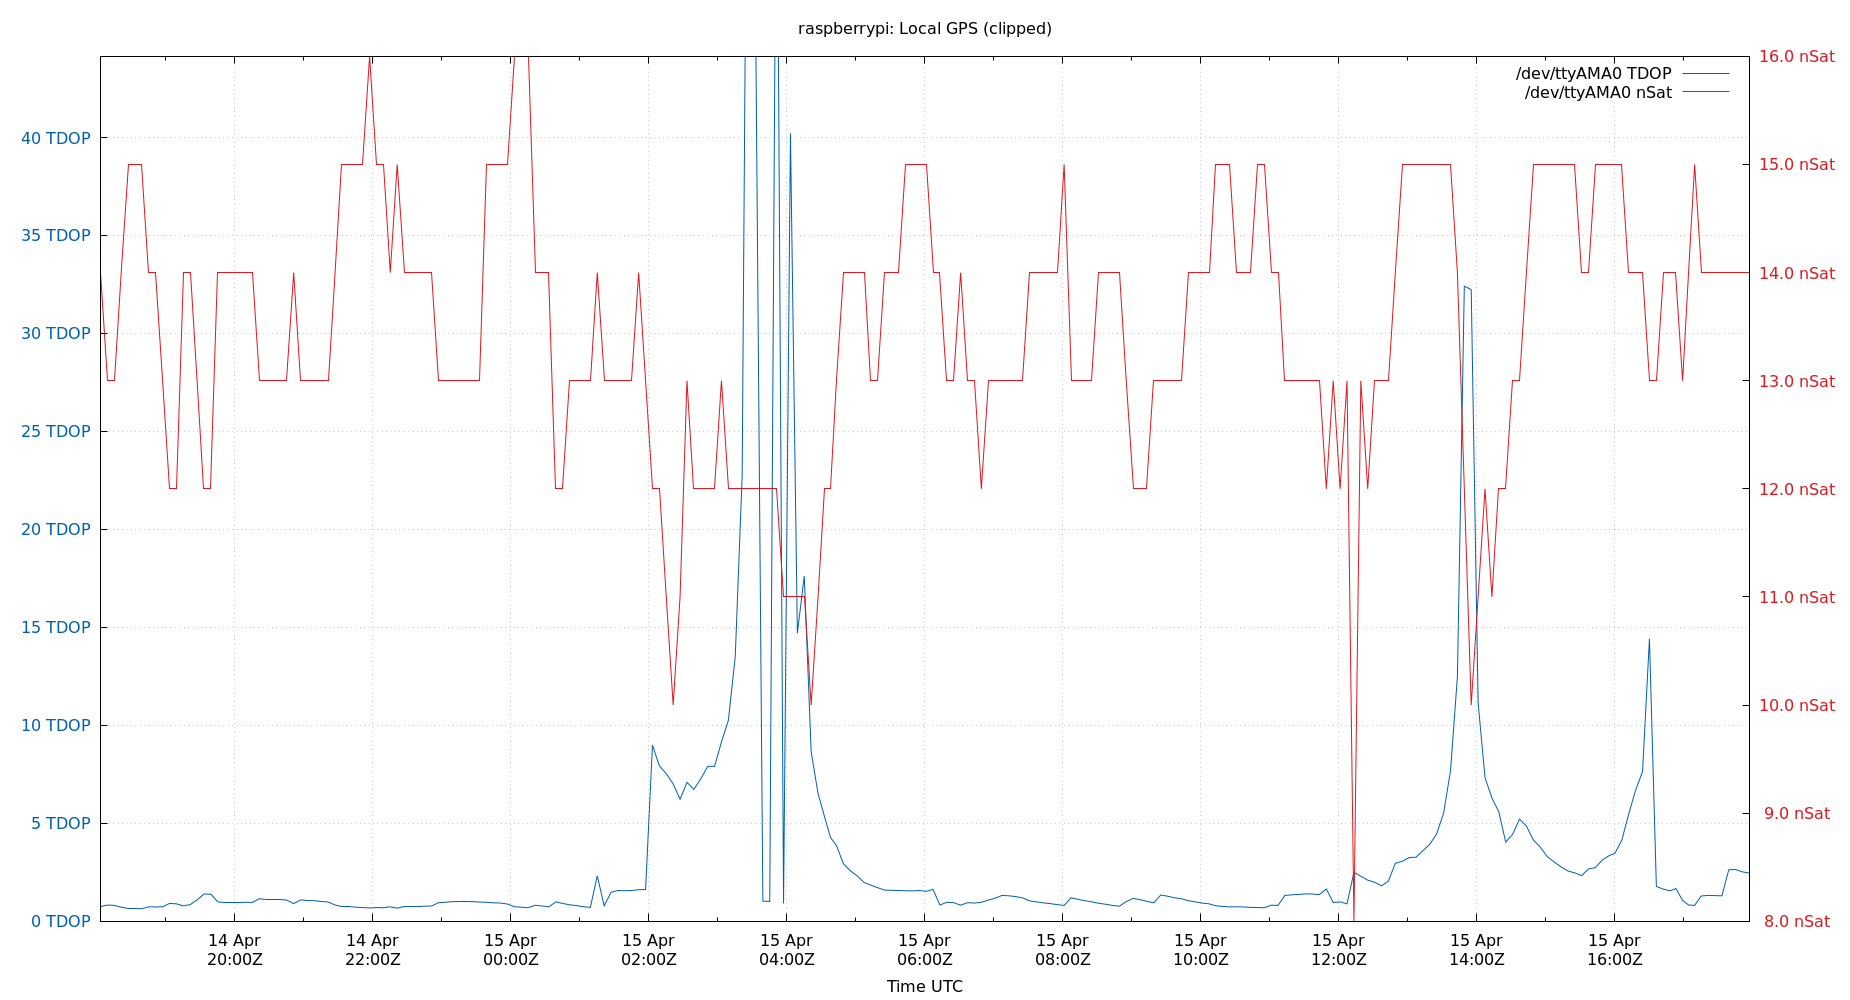 raspberrypi: Local GPS (clipped)
/dev/ttyAMA0 TDOP
/dev/ttyAMA0 nSat
40 TDOP
35 TDOP
30 TDOP
25 TDOP
20 TDOP
15 TDOP
10 TDOP
5 TDOP
0 TDOP
16.0 nSat
15.0 nSat
14.0 nSat
13.0 nSat
12.0 nSat
11.0 nSat
10.0 nSat
9.0 nSat
8.0 nSat
14 Apr
20:00Z
14 Apr
22:00Z
15 Apr
00:00Z
15 Apr
02:00Z
15 Apr
04:00Z
15 Apr
06:00Z
15 Apr
08:00Z
15 Apr
10:00Z
15 Apr
12:00Z
15 Apr
14:00Z
15 Apr
16:00Z
Time UTC